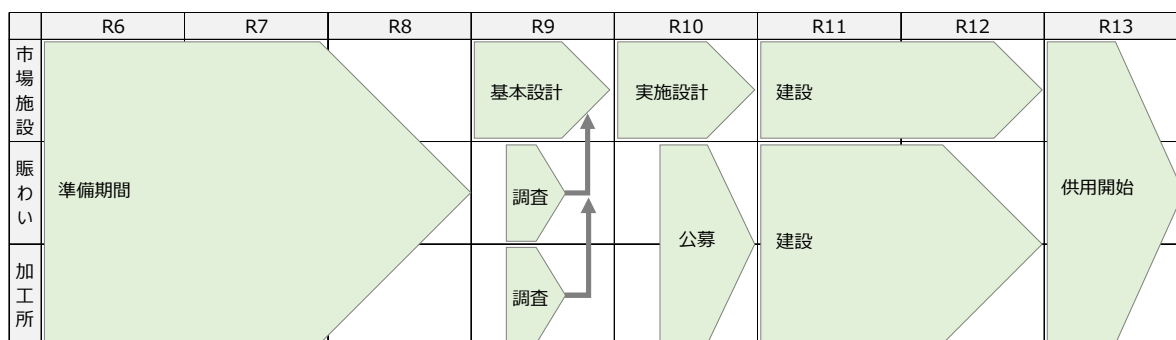 R6 R7 R8 R9 R10 R11 R12 R13
市場施設
基本設計
実施設計
建設
賑わい
準備期間
調査
公募
建設
供用開始
加工所
調査